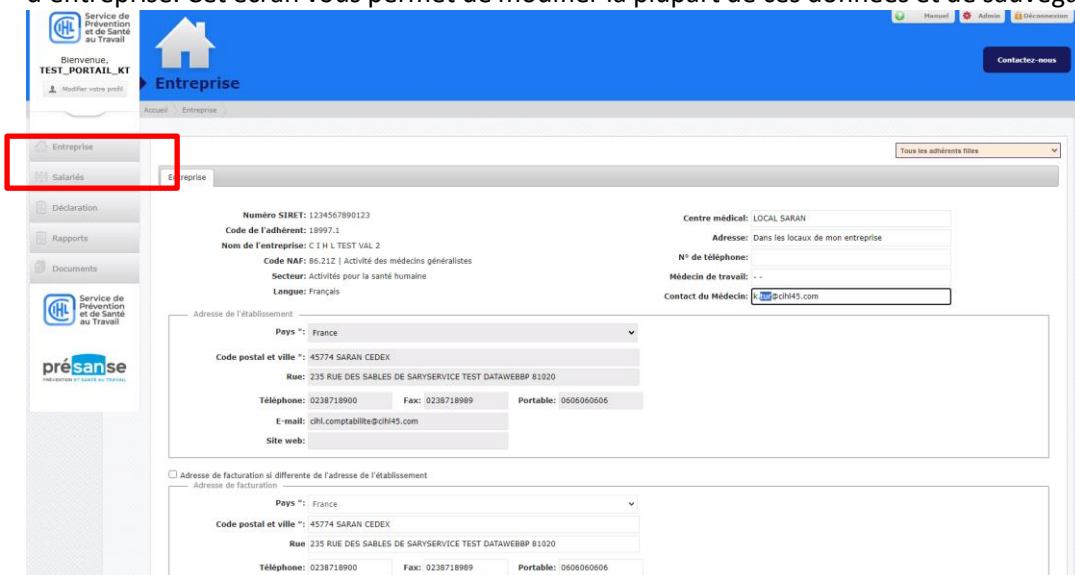 d'entreprise. Cet écran vous permet de modifier la plupart de ces données et de sauvega
CIHL Service de
Prévention
et de Santé
au Travail
Manuel Admin Déconnexion
Bienvenue,
TEST_PORTAIL_KT
Modifier votre profil
Contactez-nous
Entreprise
Accueil Entreprise
Entreprise
Salariés
Déclaration
Rapports
Documents
CIHL Service de
Prévention
et de Santé
au Travail
présanse
PRÉVENTION ET SANTÉ AU TRAVAIL
Tous les adhérents filles
Entreprise
Numéro SIRET: 1234567890123
Code de l'adhérent: 18997.1
Nom de l'entreprise: C I H L TEST VAL 2
Code NAF: 86.21Z | Activité des médecins généralistes
Secteur: Activités pour la santé humaine
Langue: Français
Centre médical: LOCAL SARAN
Adresse: Dans les locaux de mon entreprise
N° de téléphone:
Médecin de travail: - -
Contact du Médecin: k.tur@cihl45.com
Adresse de l'établissement
Pays *: France
Code postal et ville *: 45774 SARAN CEDEX
Rue: 235 RUE DES SABLES DE SARYSERVICE TEST DATAWEBBP 81020
Téléphone: 0238718900 Fax: 0238718989 Portable: 0606060606
E-mail: cihl.comptabilite@cihl45.com
Site web:
Adresse de facturation si differente de l'adresse de l'établissement
Adresse de facturation
Pays *: France
Code postal et ville *: 45774 SARAN CEDEX
Rue 235 RUE DES SABLES DE SARYSERVICE TEST DATAWEBBP 81020
Téléphone: 0238718900 Fax: 0238718989 Portable: 0606060606